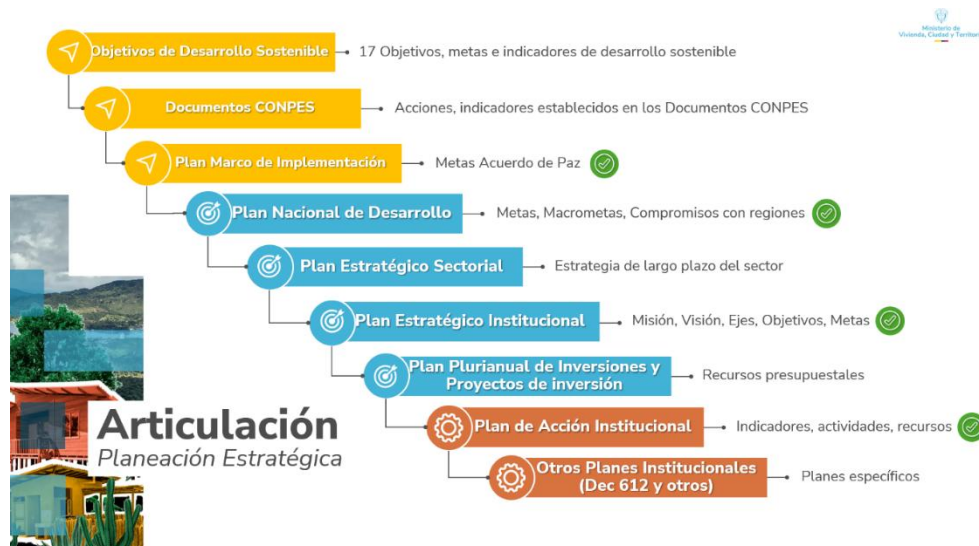 Ministerio de
Vivienda, Ciudad y Territorio
Objetivos de Desarrollo Sostenible
17 Objetivos, metas e indicadores de desarrollo sostenible
Documentos CONPES
Acciones, indicadores establecidos en los Documentos CONPES
Plan Marco de Implementación
Metas Acuerdo de Paz
Plan Nacional de Desarrollo
Metas, Macrometas, Compromisos con regiones
Plan Estratégico Sectorial
Estrategia de largo plazo del sector
Plan Estratégico Institucional
Misión, Visión, Ejes, Objetivos, Metas
Plan Plurianual de Inversiones y
Proyectos de inversión
Recursos presupuestales
Plan de Acción Institucional
Indicadores, actividades, recursos
Otros Planes Institucionales
(Dec 612 y otros)
Planes específicos
Articulación
Planeación Estratégica